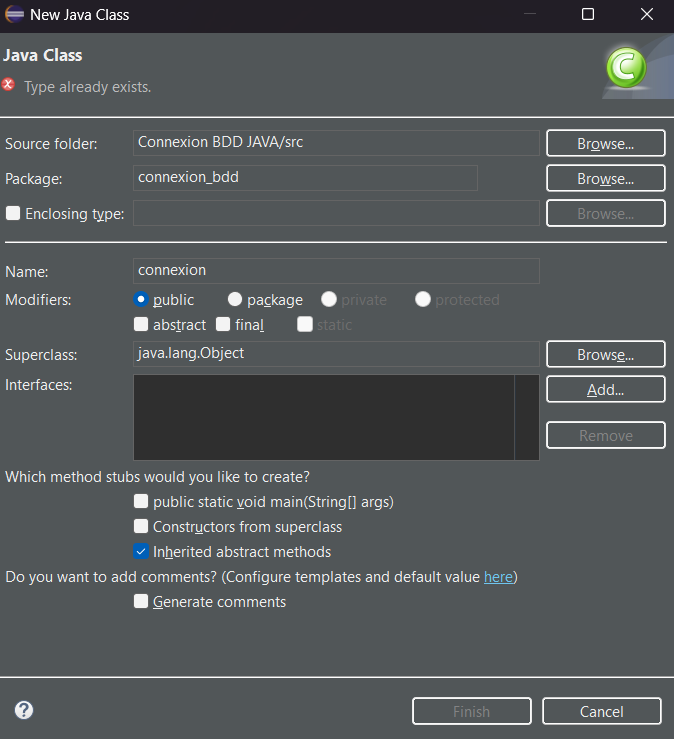 New Java Class
Java Class
Type already exists.
Source folder: Connexion BDD JAVA/src Browse...
Package: connexion_bdd Browse...
Enclosing type: Browse...
Name: connexion
Modifiers: public package private protected
abstract final static
Superclass: java.lang.Object Browse...
Interfaces: Add...
Remove
Which method stubs would you like to create?
public static void main(String[] args)
Constructors from superclass
Inherited abstract methods
Do you want to add comments? (Configure templates and default value here)
Generate comments
? Finish Cancel